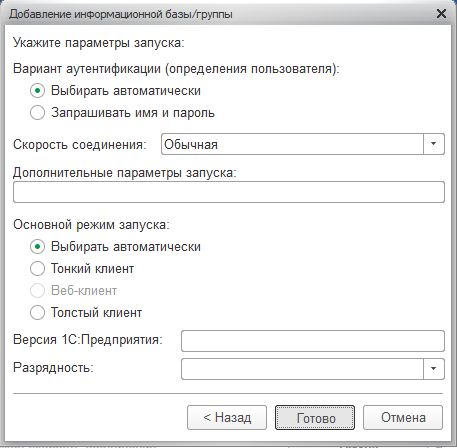 Добавление информационной базы/группы
Укажите параметры запуска:
Вариант аутентификации (определения пользователя):
Выбирать автоматически
Запрашивать имя и пароль
Скорость соединения: Обычная
Дополнительные параметры запуска:
Основной режим запуска:
Выбирать автоматически
Тонкий клиент
Веб-клиент
Толстый клиент
Версия 1С:Предприятия:
Разрядность:
< Назад Готово Отмена